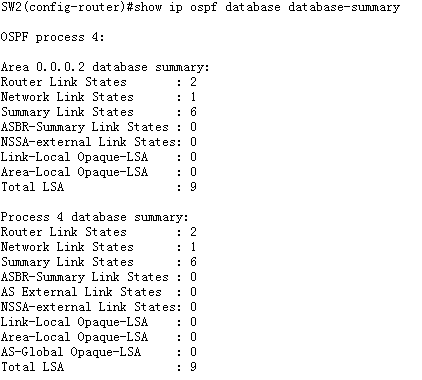 SW2(config-router)#show ip ospf database database-summary
OSPF process 4:
Area 0.0.0.2 database summary:
Router Link States : 2
Network Link States : 1
Summary Link States : 6
ASBR-Summary Link States : 0
NSSA-external Link States: 0
Link-Local Opaque-LSA : 0
Area-Local Opaque-LSA : 0
Total LSA : 9
Process 4 database summary:
Router Link States : 2
Network Link States : 1
Summary Link States : 6
ASBR-Summary Link States : 0
AS External Link States : 0
NSSA-external Link States: 0
Link-Local Opaque-LSA : 0
Area-Local Opaque-LSA : 0
AS-Global Opaque-LSA : 0
Total LSA : 9